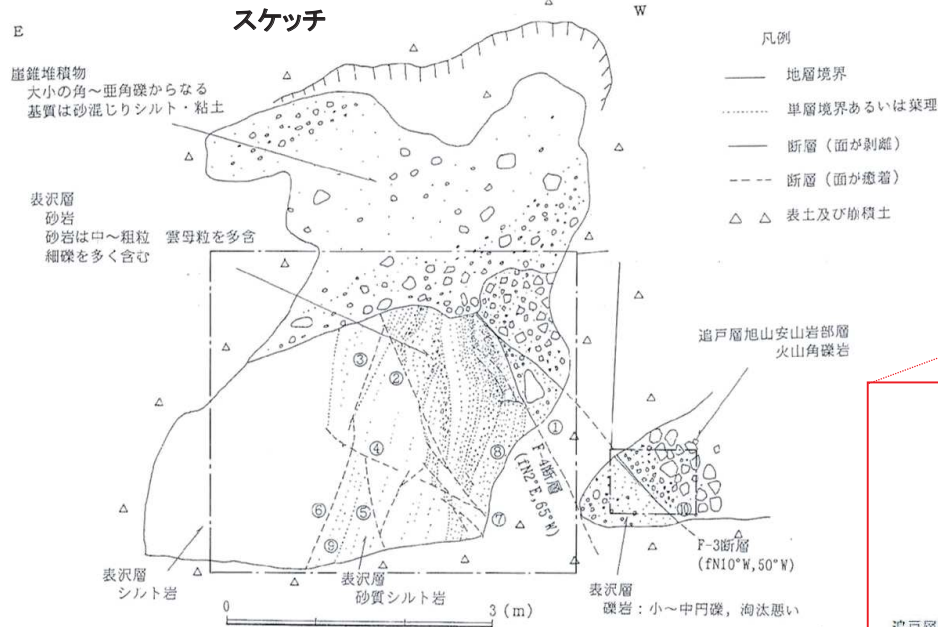 スケッチ
E
W
崖錐堆積物
大小の角～亜角礫からなる
基質は砂混じりシルト・粘土
表沢層
砂岩
砂岩は中～粗粒 雲母粒を多含
細礫を多く含む
凡例
地層境界
単層境界あるいは葉理
断層（面が剥離）
断層（面が癒着）
△ △ 表土及び崩積土
追戸層旭山安山岩部層
火山角礫岩
③
②
①
④
⑧
⑥
⑤
⑦
⑨
⑩
F-4断層
(fN2°E,65°W)
F-3断層
(fN10°W,50°W)
表沢層
シルト岩
表沢層
砂質シルト岩
表沢層
礫岩：小～中円礫，淘汰悪い
0 3 (m)